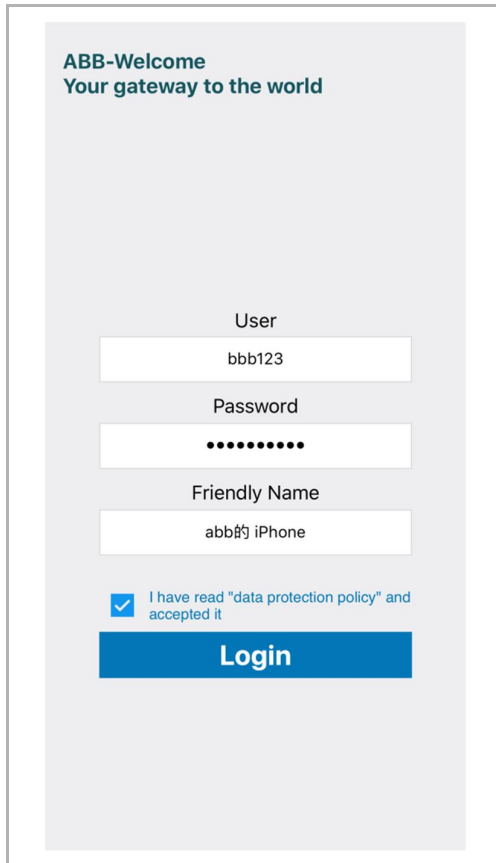 ABB-Welcome
Your gateway to the world
User
bbb123
Password
••••••••••
Friendly Name
abb的 iPhone
I have read "data protection policy" and
accepted it
Login